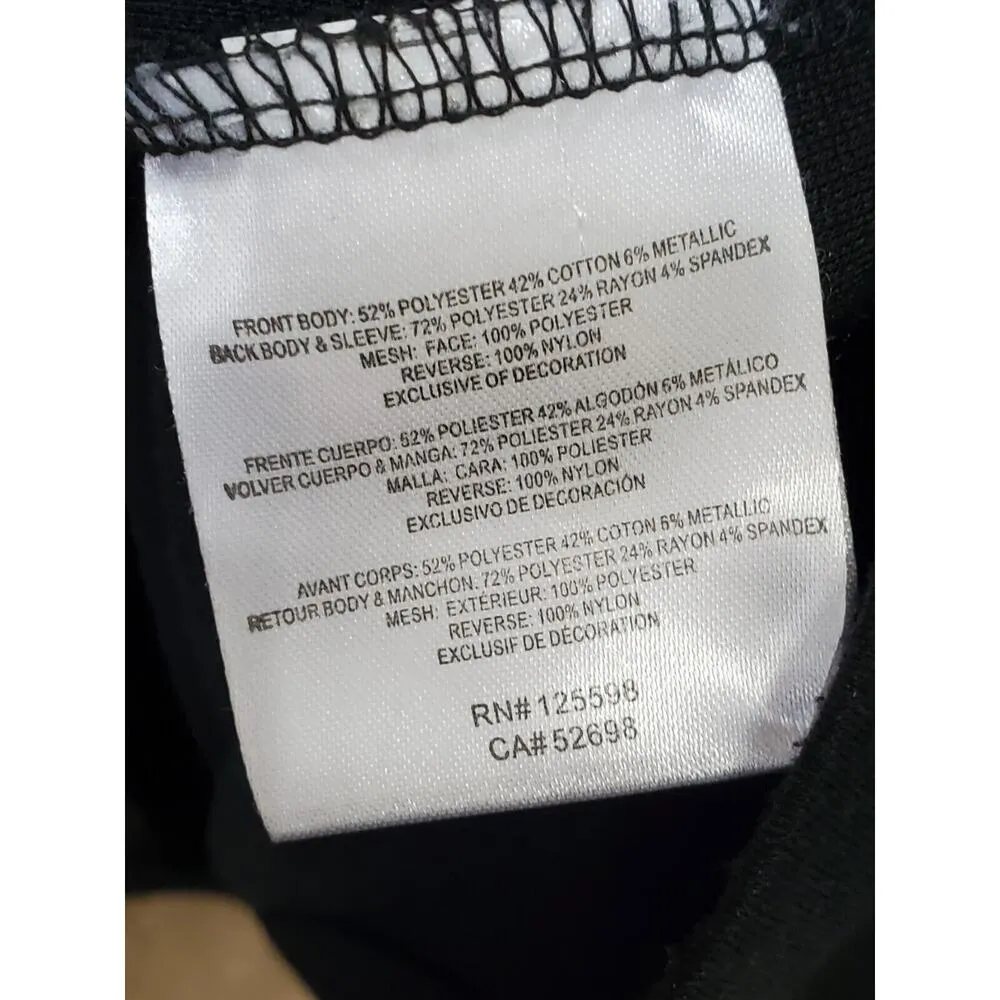 FRONT BODY: 52% POLYESTER 42% COTTON 6% METALLIC
BACK BODY & SLEEVE: 72% POLYESTER 24% RAYON 4% SPANDEX
MESH: FACE: 100% POLYESTER
REVERSE: 100% NYLON
EXCLUSIVE OF DECORATION
FRENTE CUERPO: 52% POLIESTER 42% ALGODÓN 6% METÁLICO
VOLVER CUERPO & MANGA: 72% POLIESTER 24% RAYON 4% SPANDEX
MALLA: CARA: 100% POLIESTER
REVERSE: 100% NYLON
EXCLUSIVO DE DECORACIÓN
AVANT CORPS: 52% POLYESTER 42% COTON 6% METALLIC
RETOUR BODY & MANCHON: 72% POLYESTER 24% RAYON 4% SPANDEX
MESH: EXTÉRIEUR: 100% POLYESTER
REVERSE: 100% NYLON
EXCLUSIF DE DÉCORATION
RN# 125598
CA# 52698